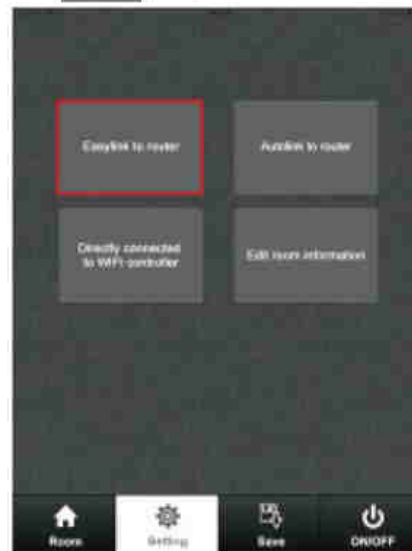 Easylink to router
Autolink to router
Directly connected
to WIFI controller
Edit room information
Room
Setting
Save
ON/OFF